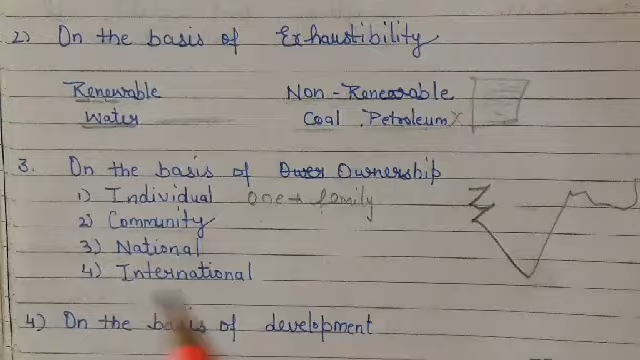 2) On the basis of Exhaustibility
Renewable Non-Renewable
Water Coal, Petroleum
3. On the basis of Ownership
1) Individual one → family
2) Community
3) National
4) International
4) On the basis of development